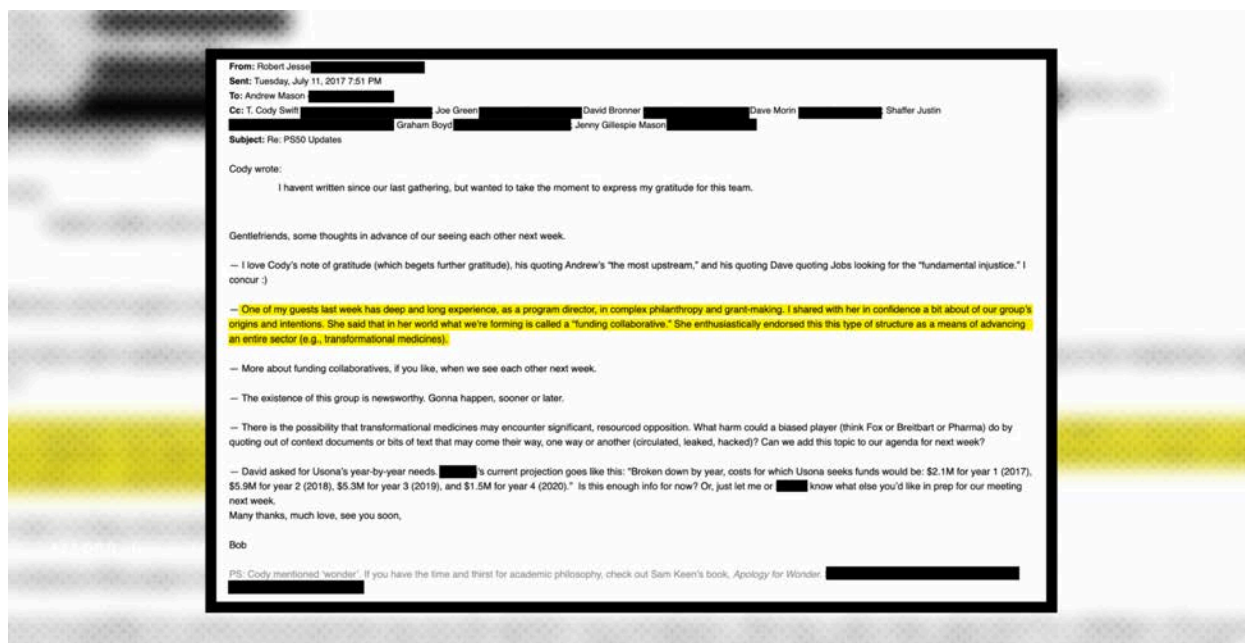 From: Robert Jesse
Sent: Tuesday, July 11, 2017 7:51 PM
To: Andrew Mason
Cc: T. Cody Swift ; Joe Green David Bronner Dave Morin ; Shaffer Justin
Graham Boyd ; Jenny Gillespie Mason
Subject: Re: PS50 Updates
Cody wrote:
I havent written since our last gathering, but wanted to take the moment to express my gratitude for this team.
Gentlefriends, some thoughts in advance of our seeing each other next week.
— I love Cody's note of gratitude (which begets further gratitude), his quoting Andrew's "the most upstream," and his quoting Dave quoting Jobs looking for the "fundamental injustice." I
concur :)
— One of my guests last week has deep and long experience, as a program director, in complex philanthropy and grant-making. I shared with her in confidence a bit about of our group's
origins and intentions. She said that in her world what we're forming is called a "funding collaborative." She enthusiastically endorsed this this type of structure as a means of advancing
an entire sector (e.g., transformational medicines).
— More about funding collaboratives, if you like, when we see each other next week.
— The existence of this group is newsworthy. Gonna happen, sooner or later.
— There is the possibility that transformational medicines may encounter significant, resourced opposition. What harm could a biased player (think Fox or Breitbart or Pharma) do by
quoting out of context documents or bits of text that may come their way, one way or another (circulated, leaked, hacked)? Can we add this topic to our agenda for next week?
— David asked for Usona's year-by-year needs. 's current projection goes like this: "Broken down by year, costs for which Usona seeks funds would be: $2.1M for year 1 (2017),
$5.9M for year 2 (2018), $5.3M for year 3 (2019), and $1.5M for year 4 (2020)." Is this enough info for now? Or, just let me or know what else you'd like in prep for our meeting
next week.
Many thanks, much love, see you soon,
Bob
PS: Cody mentioned 'wonder'. If you have the time and thirst for academic philosophy, check out Sam Keen's book, Apology for Wonder.